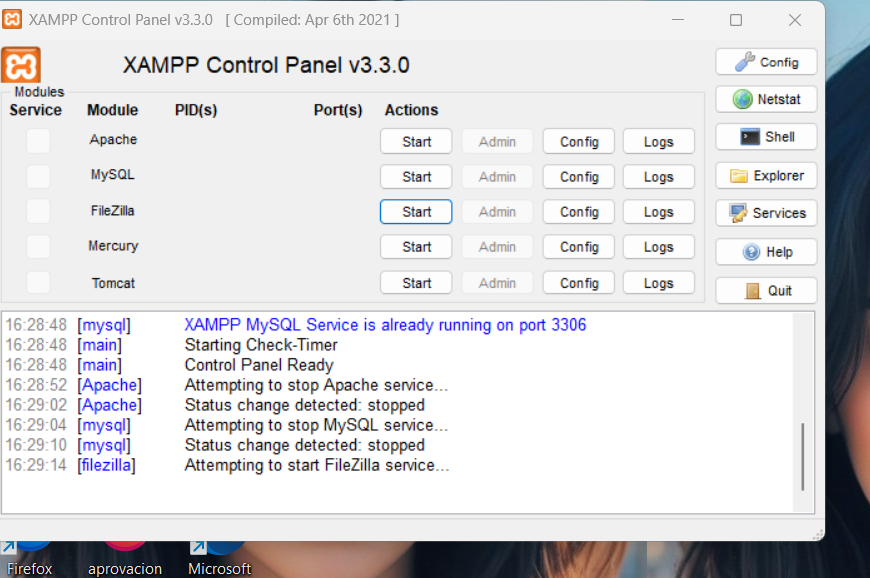 XAMPP Control Panel v3.3.0 [ Compiled: Apr 6th 2021 ]
XAMPP Control Panel v3.3.0
Config
Modules
Service Module PID(s) Port(s) Actions
Netstat
Apache Start Admin Config Logs
Shell
MySQL Start Admin Config Logs
Explorer
FileZilla Start Admin Config Logs
Services
Mercury Start Admin Config Logs
Help
Tomcat Start Admin Config Logs
Quit
16:28:48 [mysql] XAMPP MySQL Service is already running on port 3306
16:28:48 [main] Starting Check-Timer
16:28:48 [main] Control Panel Ready
16:28:52 [Apache] Attempting to stop Apache service...
16:29:02 [Apache] Status change detected: stopped
16:29:04 [mysql] Attempting to stop MySQL service...
16:29:10 [mysql] Status change detected: stopped
16:29:14 [filezilla] Attempting to start FileZilla service...
Firefox aprovacion Microsoft